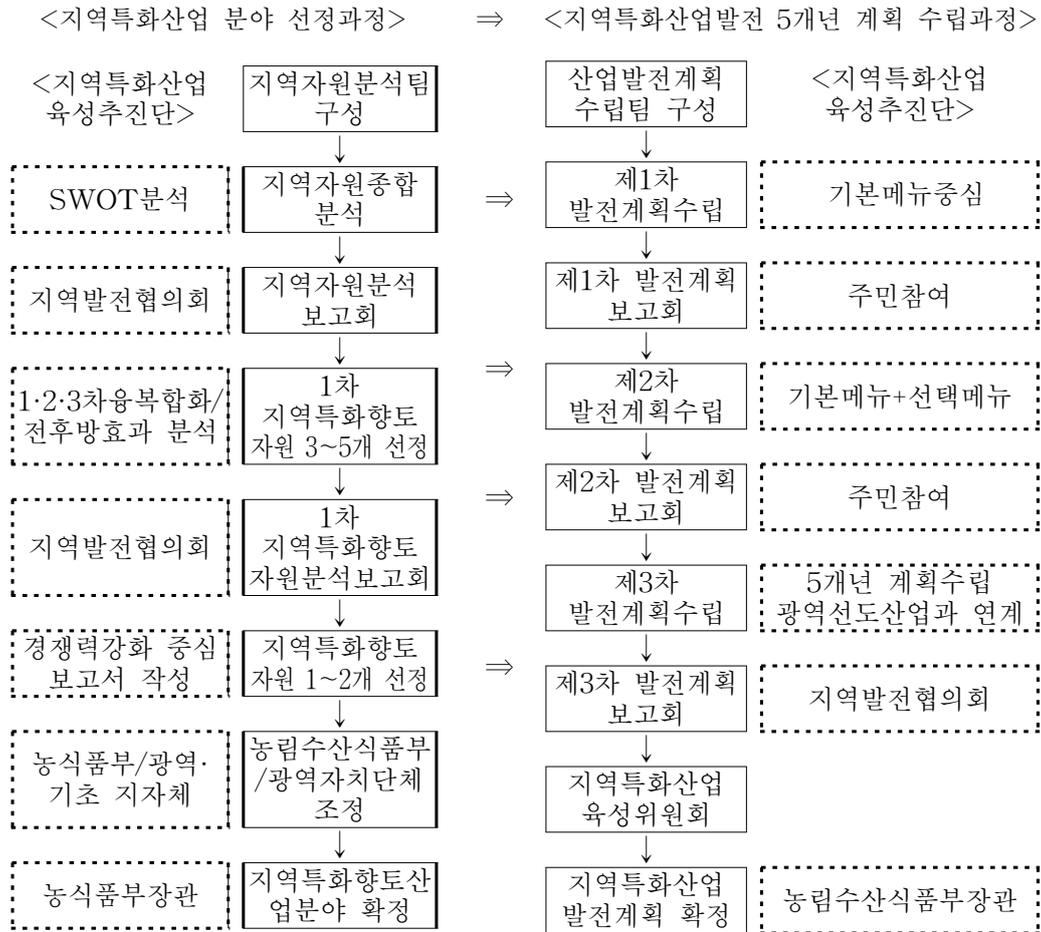 <지역특화산업 분야 선정과정> ⇒ <지역특화산업발전 5개년 계획 수립과정>
<지역특화산업
육성추진단>
지역자원분석팀
구성
산업발전계획
수립팀 구성
<지역특화산업
육성추진단>
SWOT분석
지역자원종합
분석
⇒
제1차
발전계획수립
기본메뉴중심
지역발전협의회
지역자원분석
보고회
제1차 발전계획
보고회
주민참여
1·2·3차융복합화/
전후방효과 분석
1차
지역특화향토
자원 3~5개 선정
⇒
제2차
발전계획수립
기본메뉴+선택메뉴
지역발전협의회
1차
지역특화향토
자원분석보고회
⇒
제2차 발전계획
보고회
주민참여
제3차
발전계획수립
5개년 계획수립
광역선도산업과 연계
경쟁력강화 중심
보고서 작성
지역특화향토
자원 1~2개 선정
⇒
제3차 발전계획
보고회
지역발전협의회
농식품부/광역·
기초 지자체
농림수산식품부
/광역자치단체
조정
지역특화산업
육성위원회
농식품부장관
지역특화향토산
업분야 확정
지역특화산업
발전계획 확정
농림수산식품부장관